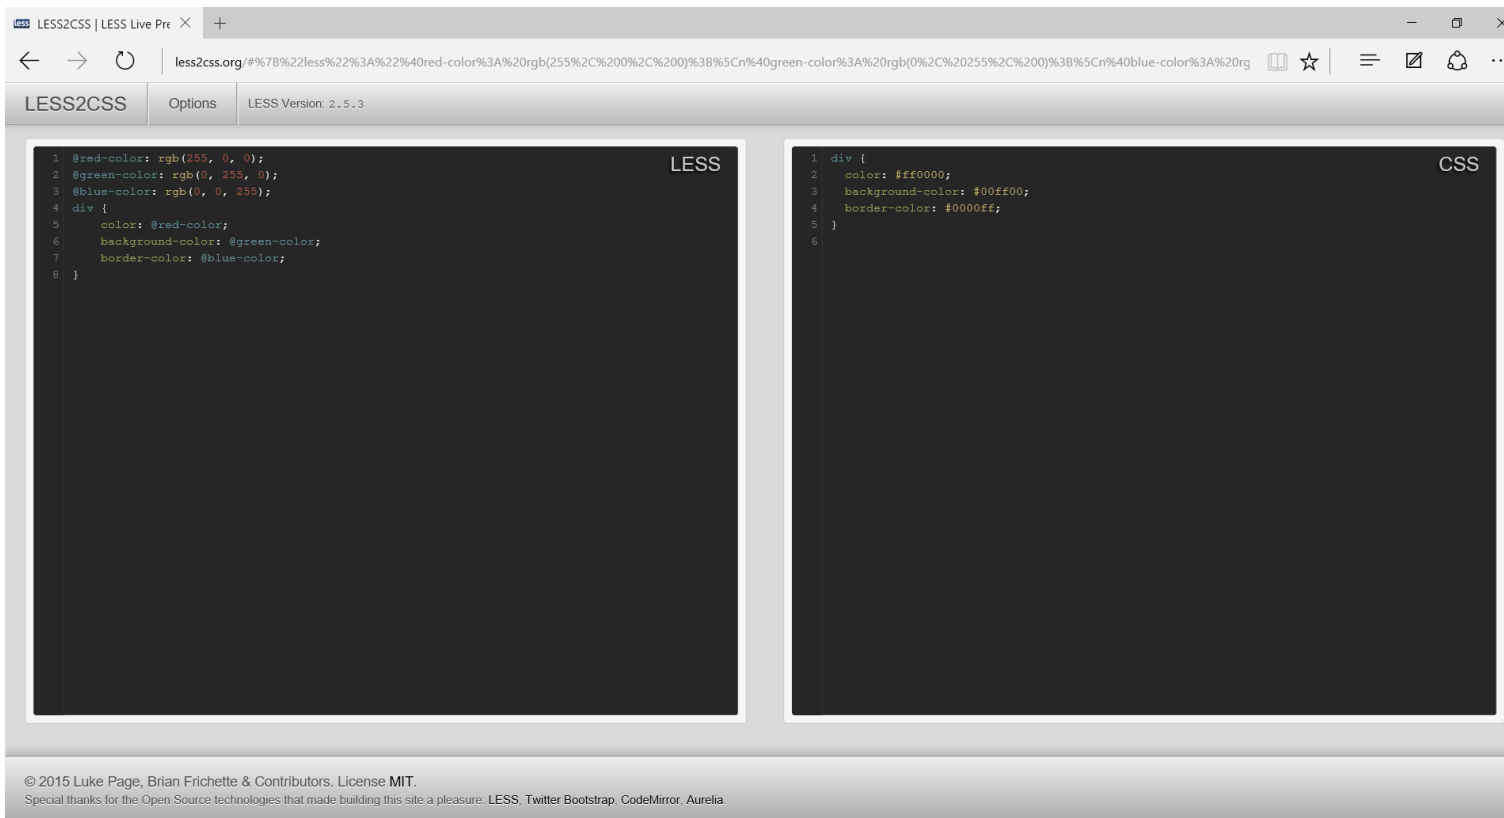 LESS LESS2CSS | LESS Live Pre
less2css.org/#%7B%22less%22%3A%22%40red-color%3A%20rgb(255%2C%200%2C%200)%3B%5Cn%40green-color%3A%20rgb(0%2C%20255%2C%200)%3B%5Cn%40blue-color%3A%20rg
LESS2CSS Options LESS Version: 2.5.3
LESS
1 @red-color: rgb(255, 0, 0);
2 @green-color: rgb(0, 255, 0);
3 @blue-color: rgb(0, 0, 255);
4 div {
5 color: @red-color;
6 background-color: @green-color;
7 border-color: @blue-color;
8 }
CSS
1 div {
2 color: #ff0000;
3 background-color: #00ff00;
4 border-color: #0000ff;
5 }
6
© 2015 Luke Page, Brian Frichette & Contributors. License MIT.
Special thanks for the Open Source technologies that made building this site a pleasure: LESS, Twitter Bootstrap, CodeMirror, Aurelia.